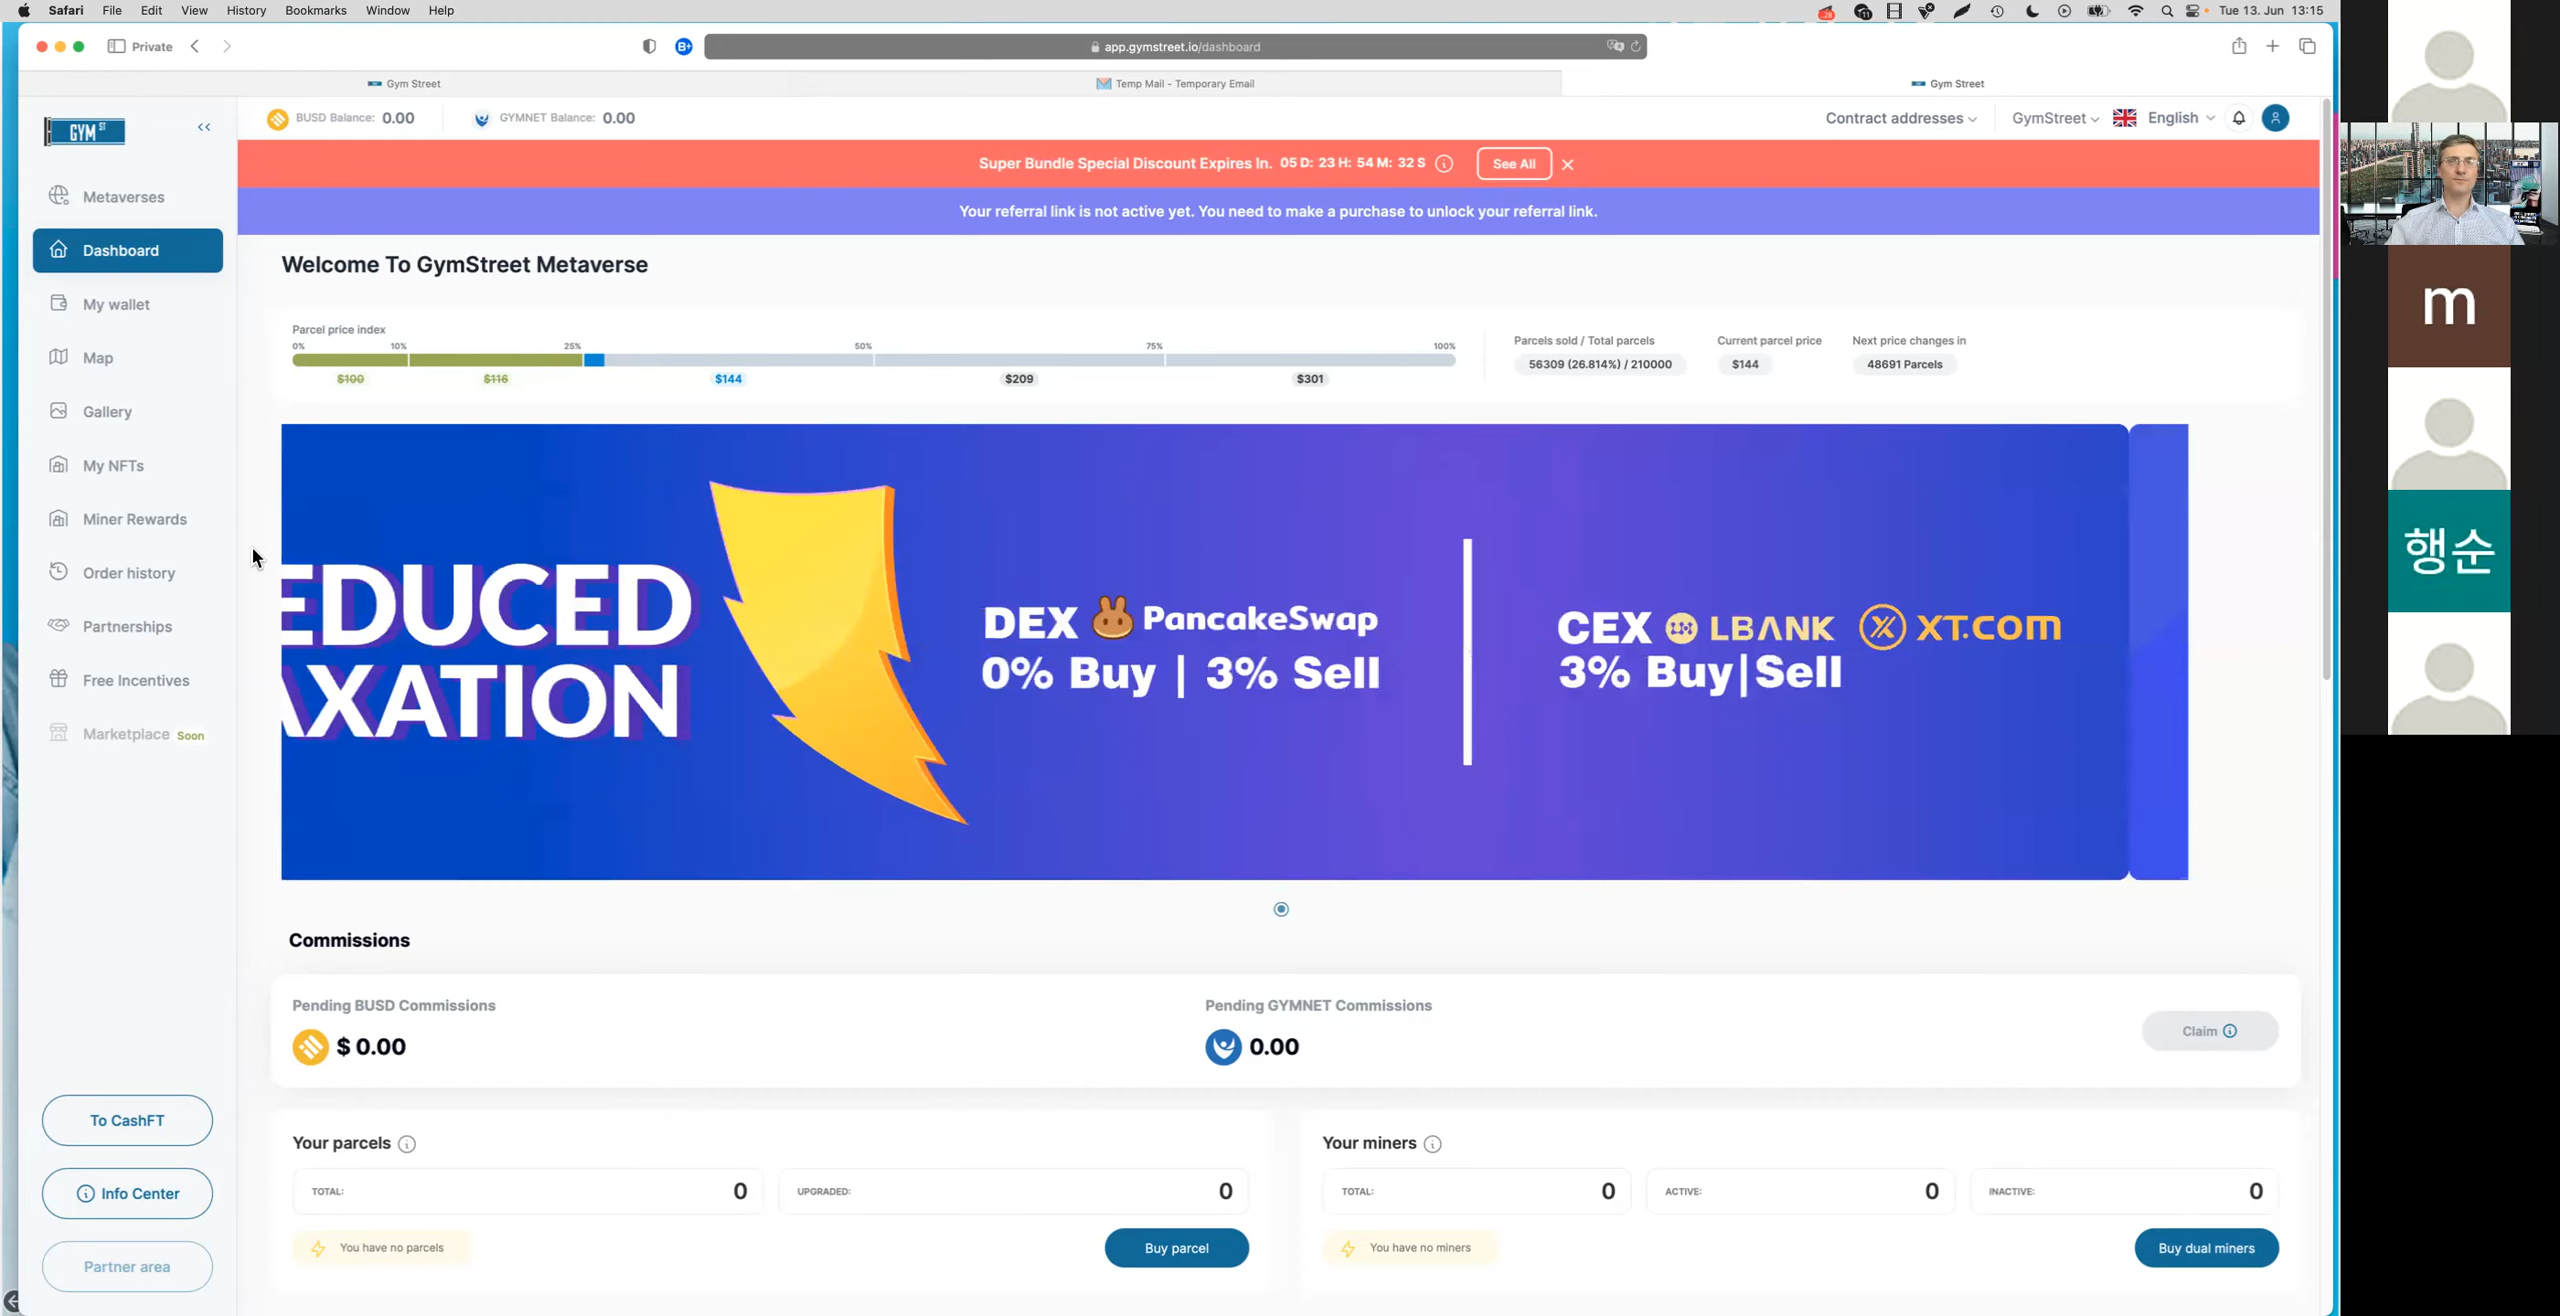 Safari File Edit View History Bookmarks Window Help
Tue 13. Jun 13:15
Private
app.gymstreet.io/dashboard
Gym Street
Temp Mail - Temporary Email
Gym Street
GYM ST
BUSD Balance: 0.00
GYMNET Balance: 0.00
Contract addresses
GymStreet
English
Super Bundle Special Discount Expires In. 05 D: 23 H: 54 M: 32 S
See All
Your referral link is not active yet. You need to make a purchase to unlock your referral link.
Metaverses
Dashboard
My wallet
Map
Gallery
My NFTs
Miner Rewards
Order history
Partnerships
Free Incentives
Marketplace Soon
To CashFT
Info Center
Partner area
Welcome To GymStreet Metaverse
Parcel price index
0% 10% 25% 50% 75% 100%
$100 $116 $144 $209 $301
Parcels sold / Total parcels
56309 (26.814%) / 210000
Current parcel price
$144
Next price changes in
48691 Parcels
EDUCED
AXATION
DEX PancakeSwap
0% Buy | 3% Sell
CEX LBANK XT.COM
3% Buy|Sell
Commissions
Pending BUSD Commissions
$ 0.00
Pending GYMNET Commissions
0.00
Claim
Your parcels
TOTAL: 0
UPGRADED: 0
You have no parcels
Buy parcel
Your miners
TOTAL: 0
ACTIVE: 0
INACTIVE: 0
You have no miners
Buy dual miners
m
행순